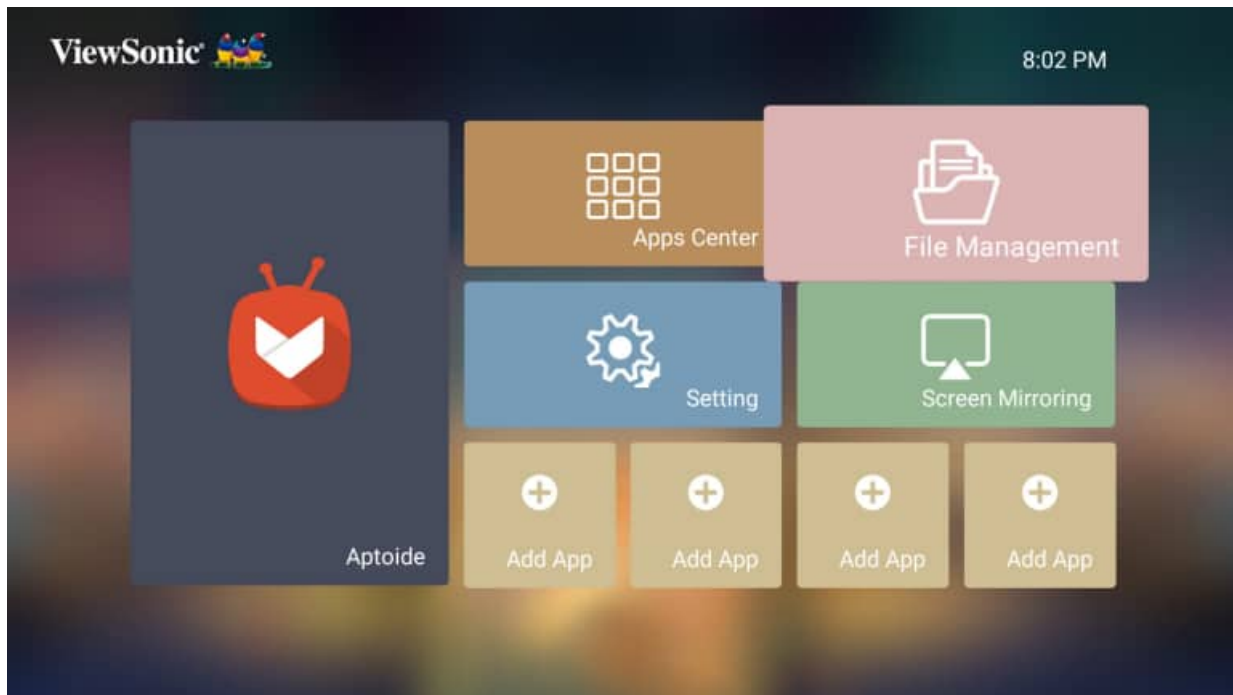 ViewSonic®
8:02 PM
Apps Center
File Management
Setting
Screen Mirroring
Aptoide
Add App
Add App
Add App
Add App